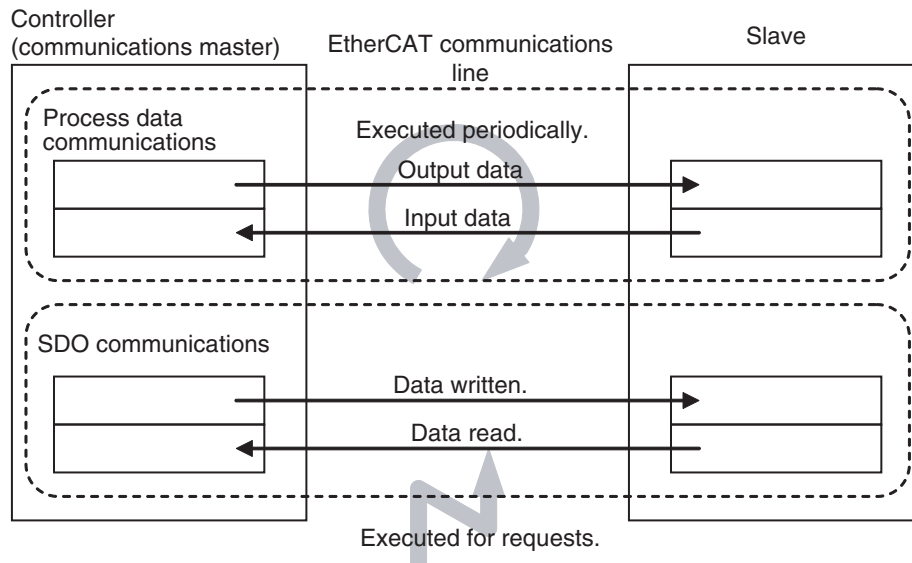 Controller
(communications master)
EtherCAT communications
line
Slave
Process data
communications
Executed periodically.
Output data
Input data
SDO communications
Data written.
Data read.
Executed for requests.